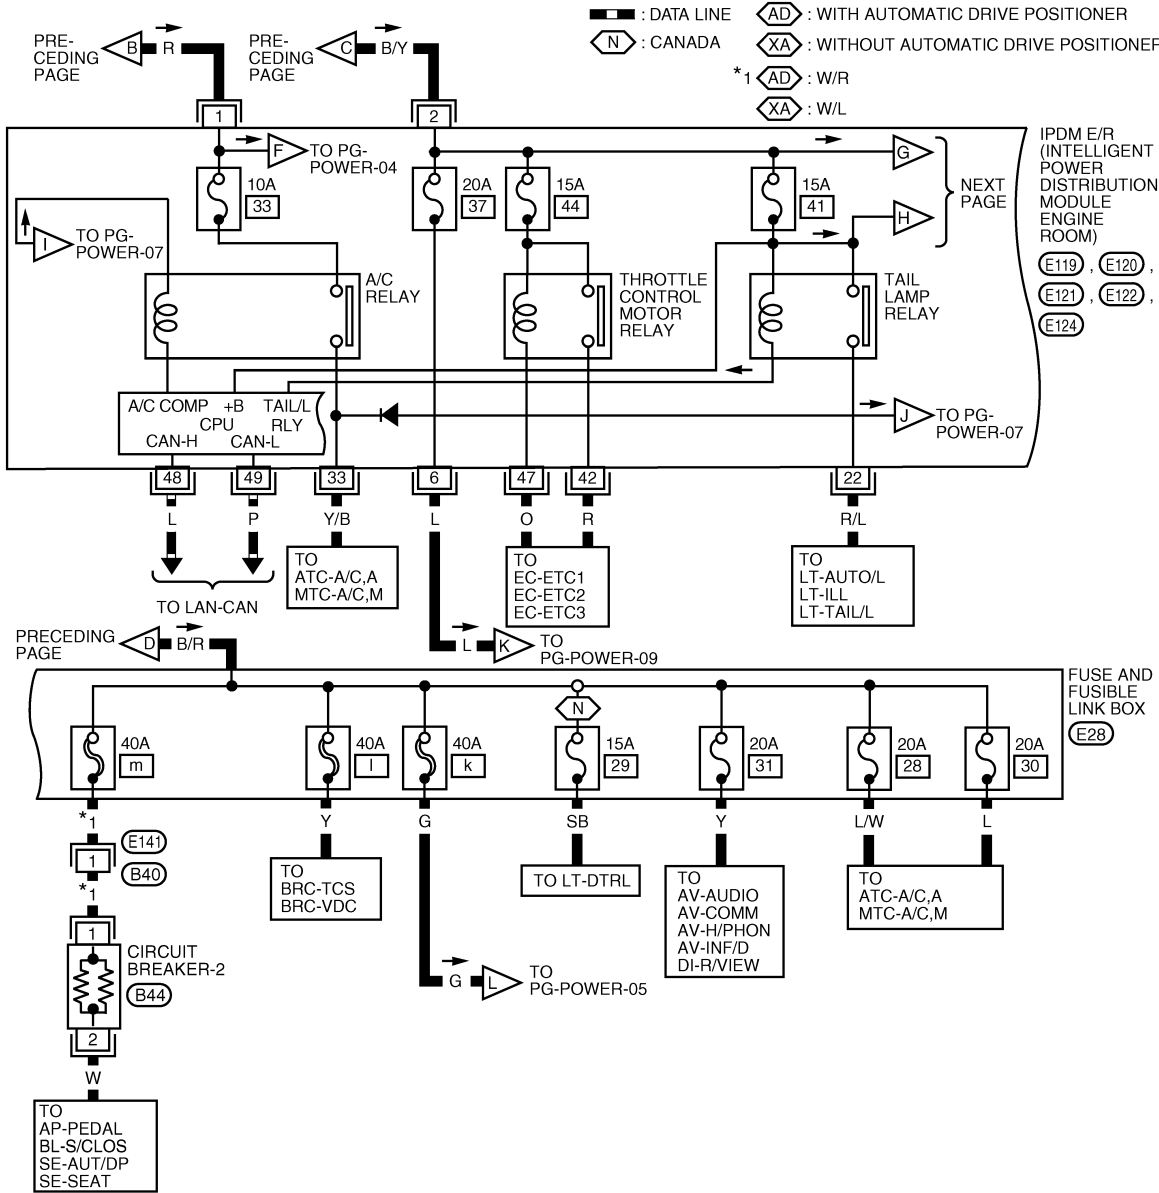 : DATA LINE
N : CANADA
AD : WITH AUTOMATIC DRIVE POSITIONER
XA : WITHOUT AUTOMATIC DRIVE POSITIONER
*1 AD : W/R
XA : W/L
PRE-
CEDING
PAGE
B R
PRE-
CEDING
PAGE
C B/Y
1
2
F TO PG-
POWER-04
G
H
NEXT
PAGE
IPDM E/R
(INTELLIGENT
POWER
DISTRIBUTION
MODULE
ENGINE
ROOM)
E119 , E120 ,
E121 , E122 ,
E124
10A
33
20A
37
15A
44
15A
41
I TO PG-
POWER-07
A/C
RELAY
THROTTLE
CONTROL
MOTOR
RELAY
TAIL
LAMP
RELAY
A/C COMP +B TAIL/L
CPU RLY
CAN-H CAN-L
J TO PG-
POWER-07
48 49 33 6 47 42 22
L P Y/B L O R R/L
TO LAN-CAN
TO
ATC-A/C,A
MTC-A/C,M
TO
EC-ETC1
EC-ETC2
EC-ETC3
TO
LT-AUTO/L
LT-ILL
LT-TAIL/L
L K TO
PG-POWER-09
PRECEDING
PAGE
D B/R
FUSE AND
FUSIBLE
LINK BOX
E28
N
40A
m
40A
l
40A
k
15A
29
20A
31
20A
28
20A
30
*1 Y G SB Y L/W L
E141
1
B40
*1
1
CIRCUIT
BREAKER-2
B44
2
W
TO
AP-PEDAL
BL-S/CLOS
SE-AUT/DP
SE-SEAT
TO
BRC-TCS
BRC-VDC
G L TO
PG-POWER-05
TO LT-DTRL
TO
AV-AUDIO
AV-COMM
AV-H/PHON
AV-INF/D
DI-R/VIEW
TO
ATC-A/C,A
MTC-A/C,M